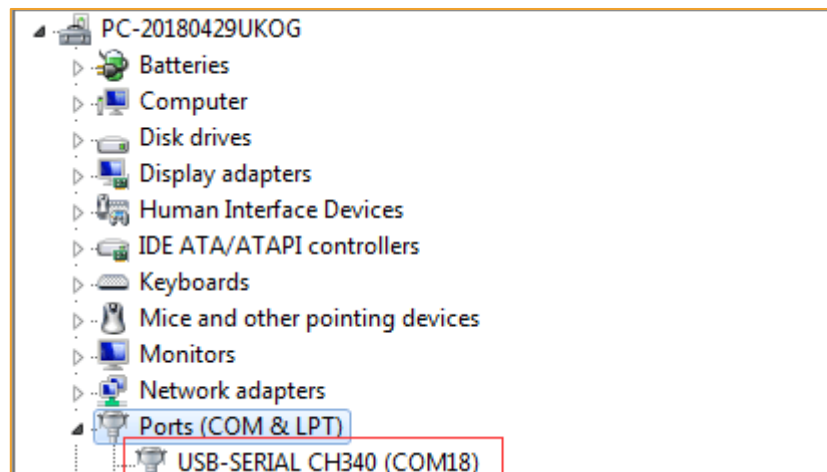 PC-20180429UKOG
Batteries
Computer
Disk drives
Display adapters
Human Interface Devices
IDE ATA/ATAPI controllers
Keyboards
Mice and other pointing devices
Monitors
Network adapters
Ports (COM & LPT)
USB-SERIAL CH340 (COM18)